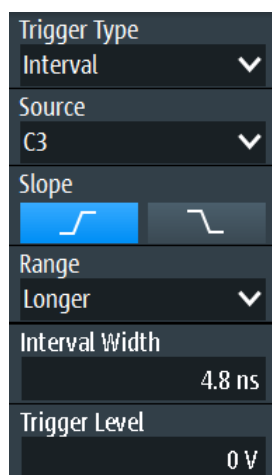 Trigger Type
Interval
Source
C3
Slope
Range
Longer
Interval Width
4.8 ns
Trigger Level
0 V